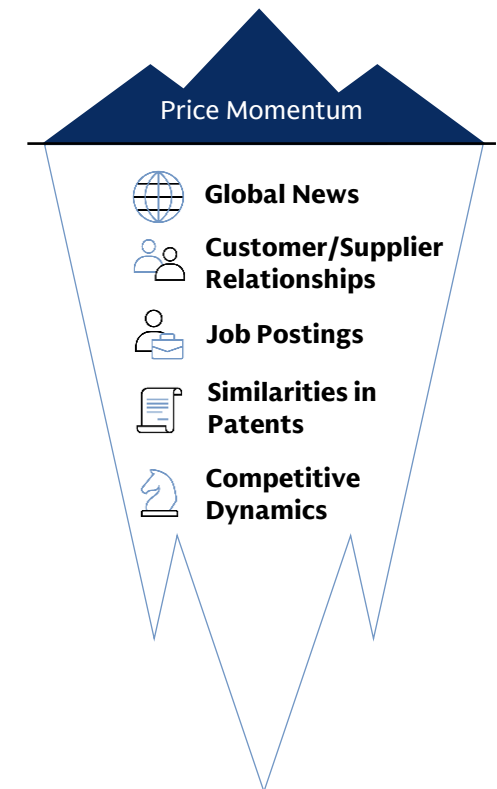 Price Momentum
Global News
Customer/Supplier
Relationships
Job Postings
Similarities in
Patents
Competitive
Dynamics